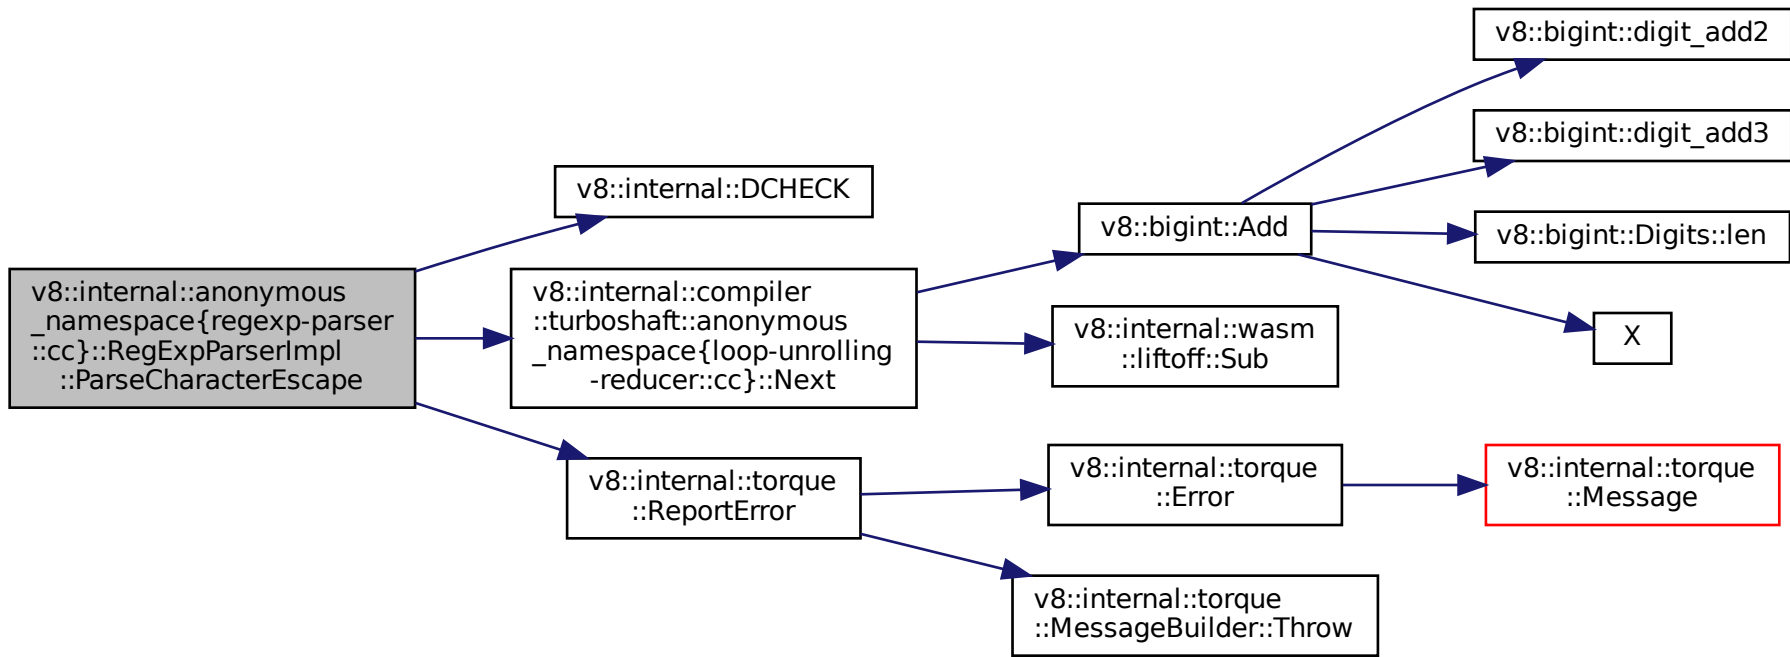 v8::internal::anonymous
_namespace{regexp-parser
::cc}::RegExpParserImpl
::ParseCharacterEscape
v8::internal::DCHECK
v8::internal::compiler
::turboshaft::anonymous
_namespace{loop-unrolling
-reducer::cc}::Next
v8::internal::torque
::ReportError
v8::bigint::Add
v8::internal::wasm
::liftoff::Sub
v8::internal::torque
::Error
v8::internal::torque
::MessageBuilder::Throw
v8::bigint::digit_add2
v8::bigint::digit_add3
v8::bigint::Digits::len
X
v8::internal::torque
::Message